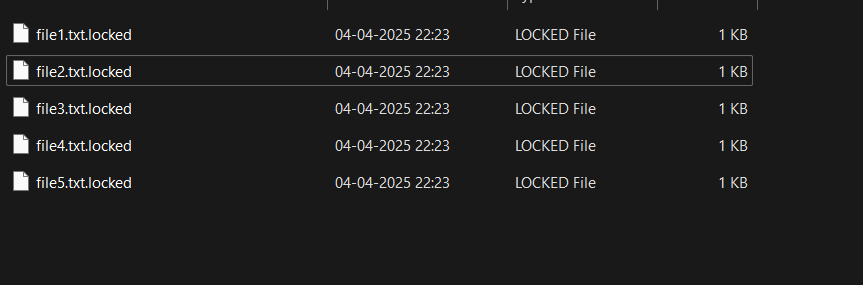 file1.txt.locked 04-04-2025 22:23 LOCKED File 1 KB
file2.txt.locked 04-04-2025 22:23 LOCKED File 1 KB
file3.txt.locked 04-04-2025 22:23 LOCKED File 1 KB
file4.txt.locked 04-04-2025 22:23 LOCKED File 1 KB
file5.txt.locked 04-04-2025 22:23 LOCKED File 1 KB